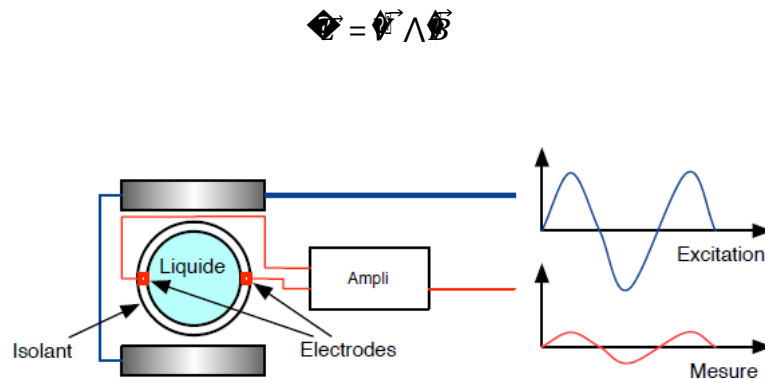 Liquide
Ampli
Excitation
Isolant
Electrodes
Mesure